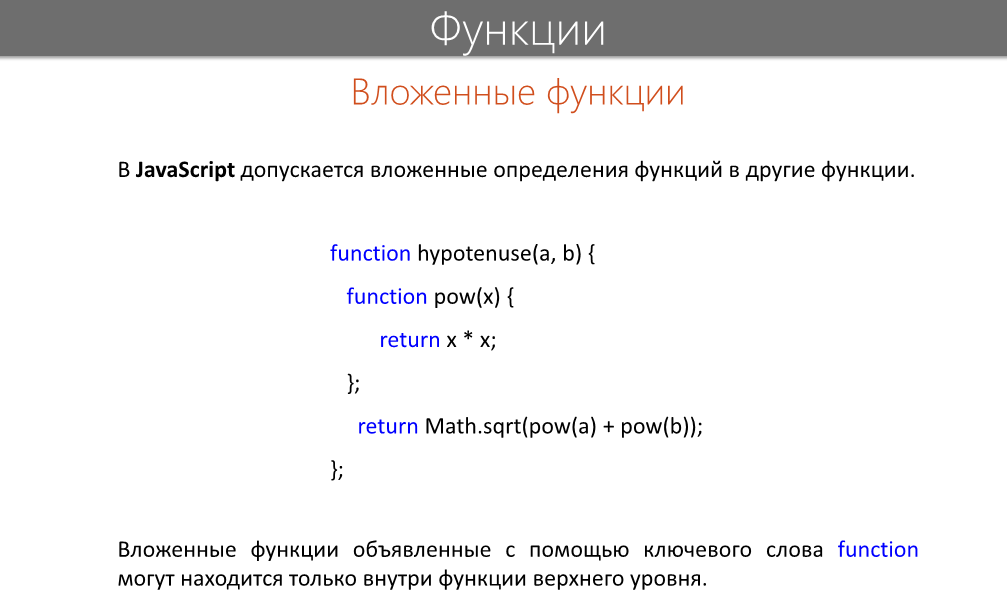 Функции
Вложенные функции
В JavaScript допускается вложенные определения функций в другие функции.
function hypotenuse(a, b) {
function pow(x) {
return x * x;
};
return Math.sqrt(pow(a) + pow(b));
};
Вложенные функции объявленные с помощью ключевого слова function
могут находится только внутри функции верхнего уровня.